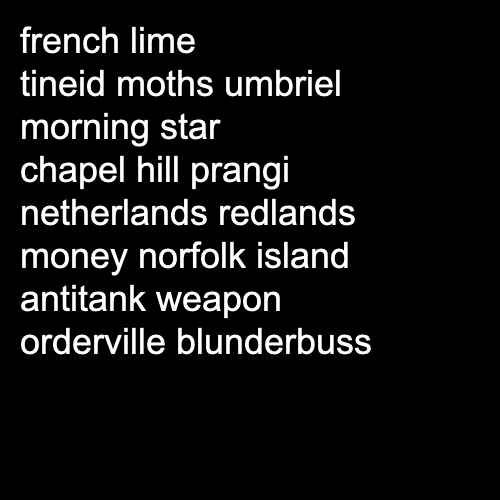 french lime
tineid moths umbriel
morning star
chapel hill prangi
netherlands redlands
money norfolk island
antitank weapon
orderville blunderbuss